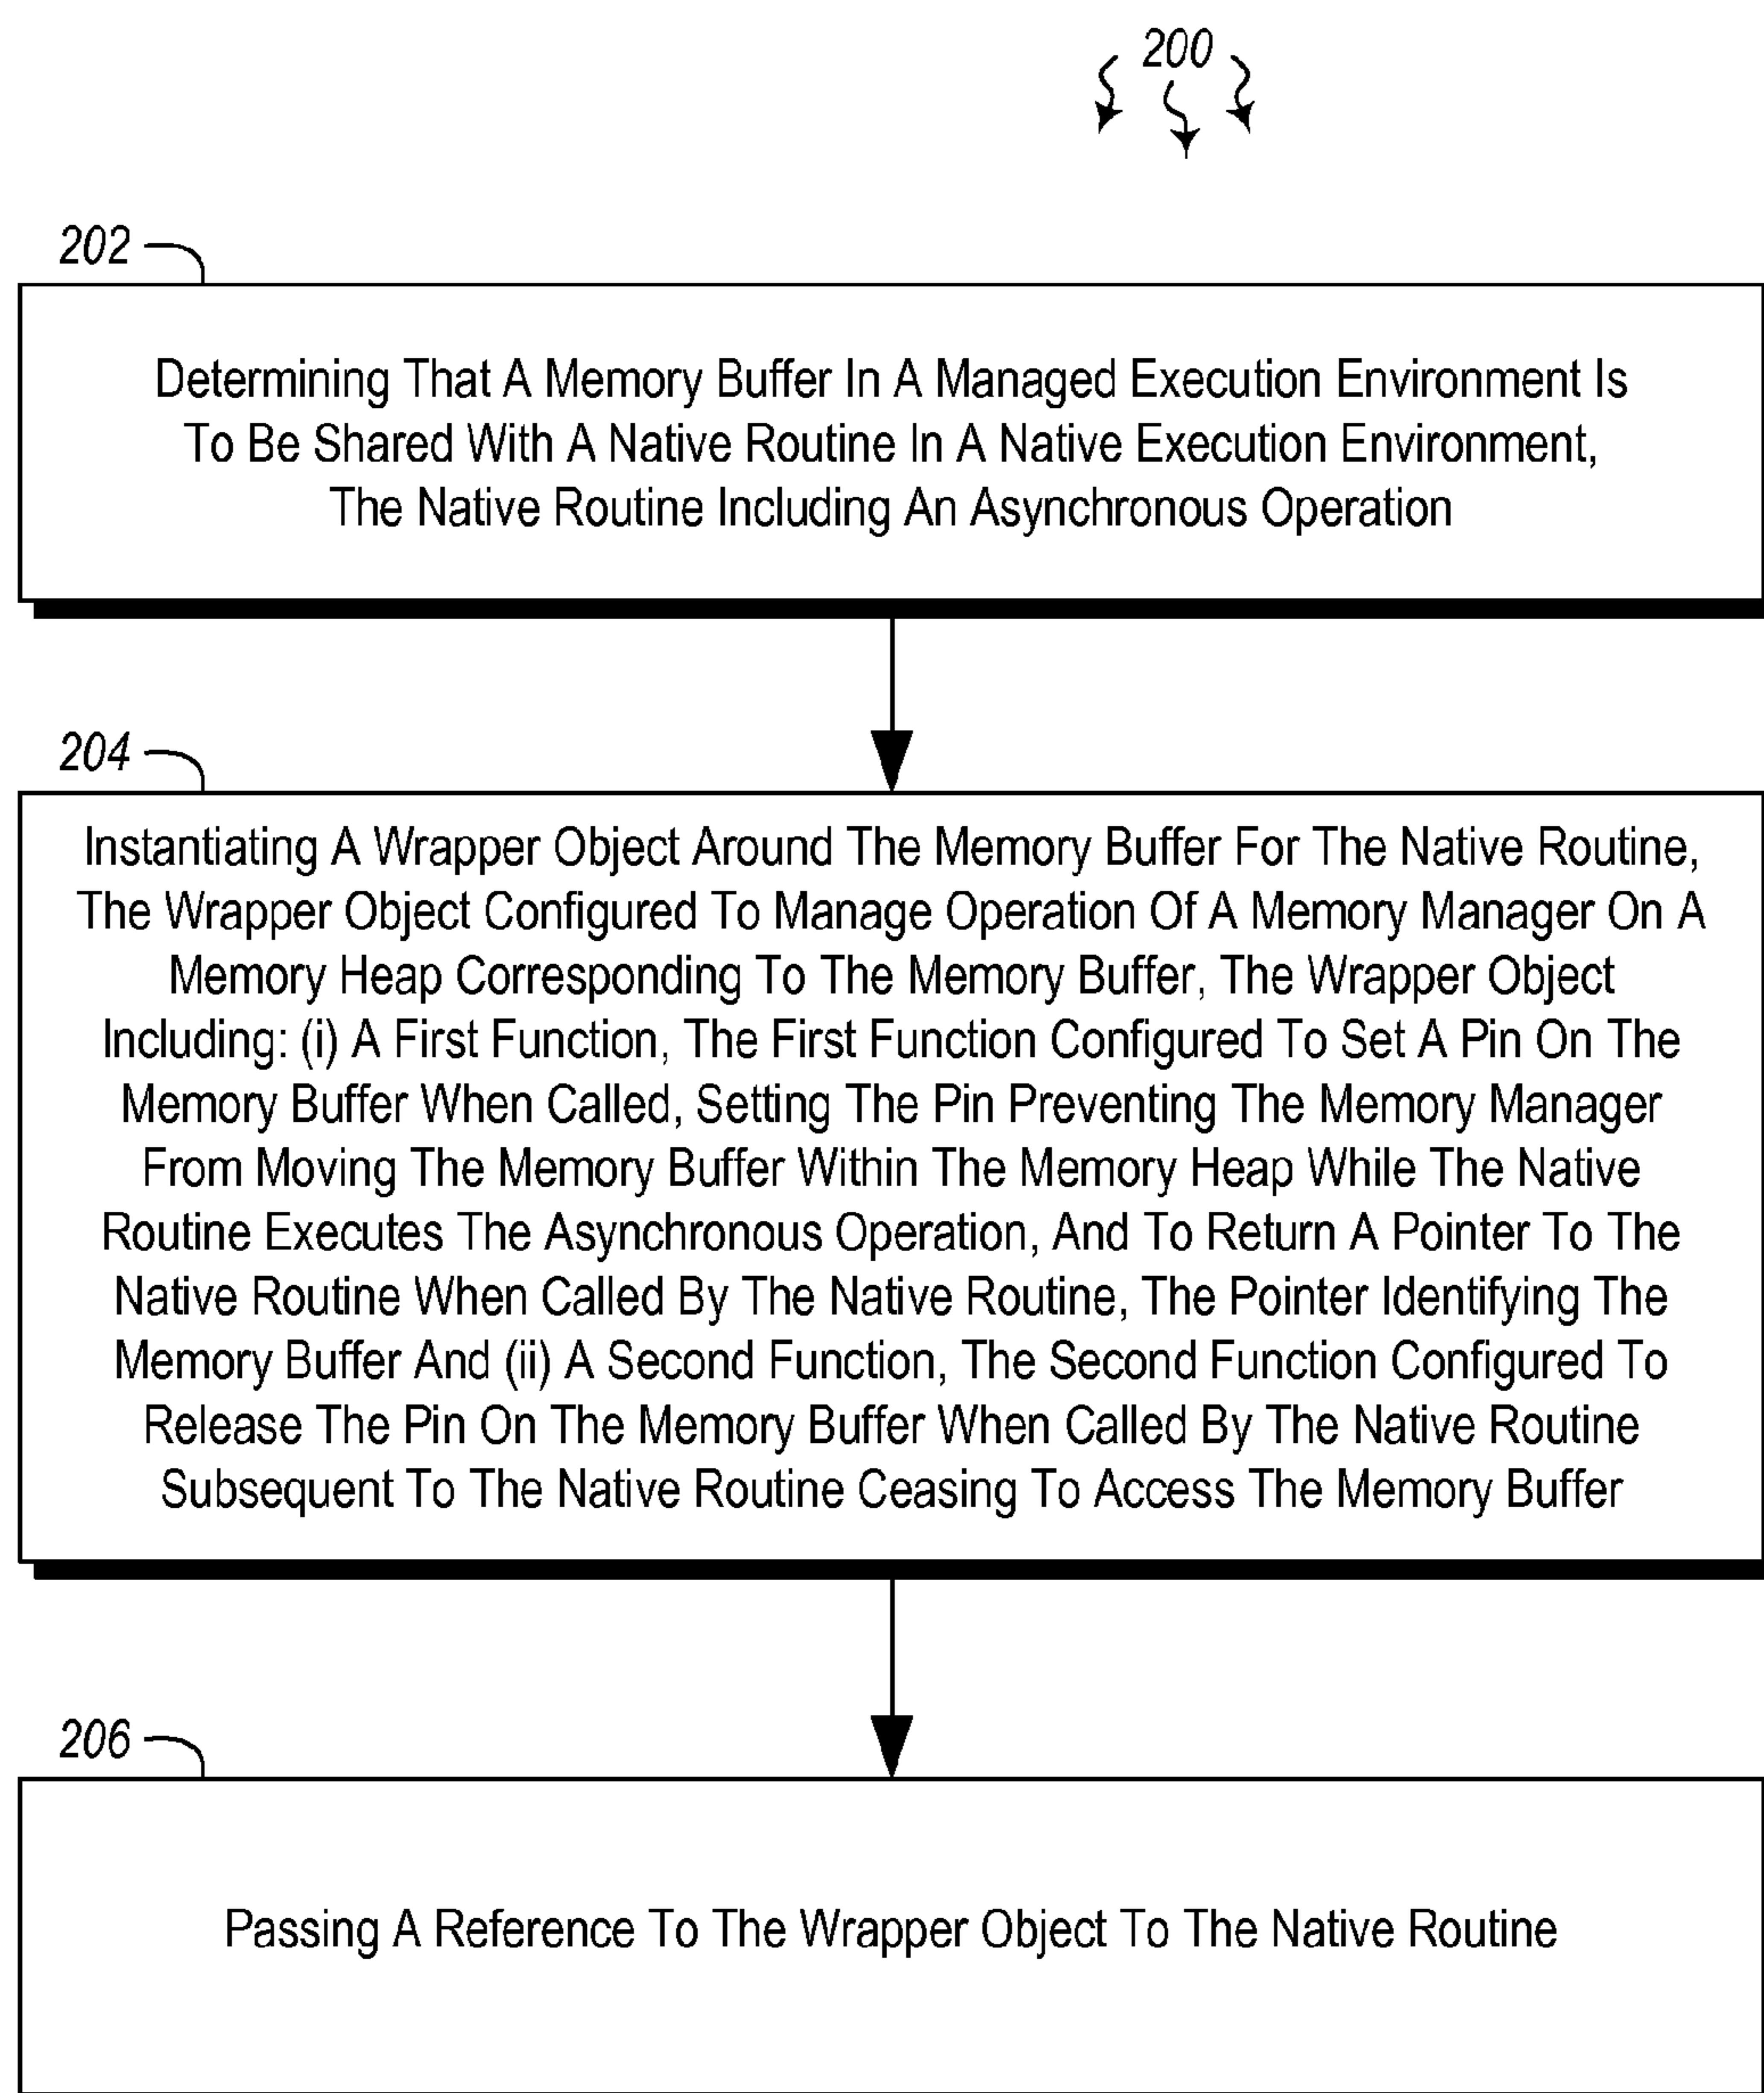 200
202
Determining That A Memory Buffer In A Managed Execution Environment Is
To Be Shared With A Native Routine In A Native Execution Environment,
The Native Routine Including An Asynchronous Operation
204
Instantiating A Wrapper Object Around The Memory Buffer For The Native Routine,
The Wrapper Object Configured To Manage Operation Of A Memory Manager On A
Memory Heap Corresponding To The Memory Buffer, The Wrapper Object
Including: (i) A First Function, The First Function Configured To Set A Pin On The
Memory Buffer When Called, Setting The Pin Preventing The Memory Manager
From Moving The Memory Buffer Within The Memory Heap While The Native
Routine Executes The Asynchronous Operation, And To Return A Pointer To The
Native Routine When Called By The Native Routine, The Pointer Identifying The
Memory Buffer And (ii) A Second Function, The Second Function Configured To
Release The Pin On The Memory Buffer When Called By The Native Routine
Subsequent To The Native Routine Ceasing To Access The Memory Buffer
206
Passing A Reference To The Wrapper Object To The Native Routine